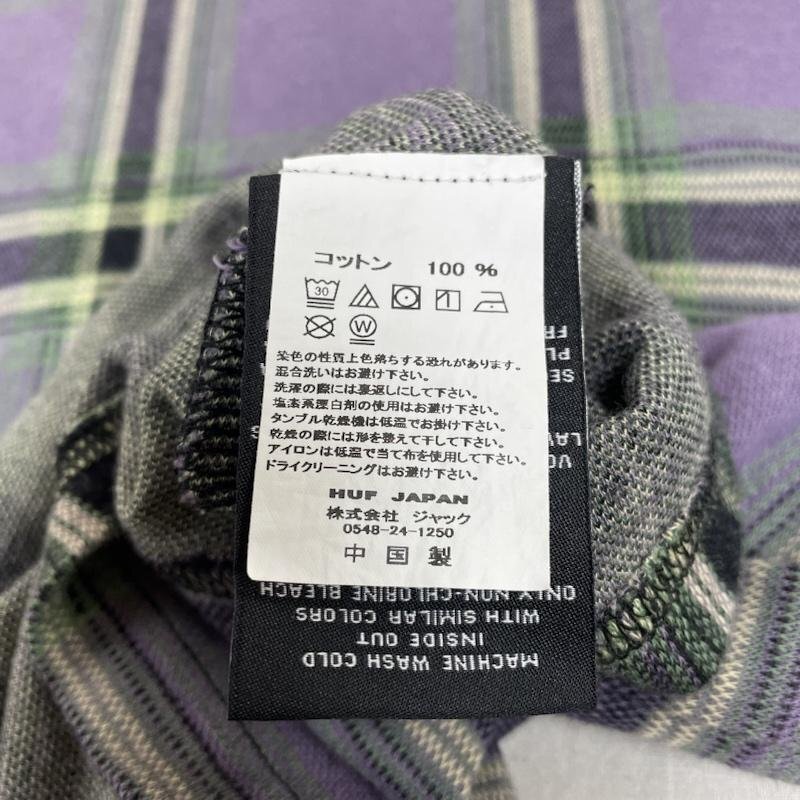 コットン 100 %
30
W
染色の性質上色落ちする恐れがあります。
混合洗いはお避け下さい。
洗濯の際には裏返しにして下さい。
塩素系漂白剤の使用はお避け下さい。
タンブル乾燥機は低温でお掛け下さい。
乾燥の際には形を整えて干して下さい。
アイロンは低温で当て布を使用して下さい。
ドライクリーニングはお避け下さい。
HUF JAPAN
株式会社 ジャック
0548-24-1250
中国製
MACHINE WASH COLD
INSIDE OUT
WITH SIMILAR COLORS
ONLY NON-CHLORINE BLEACH
VO
LAV
SE
PL
FR